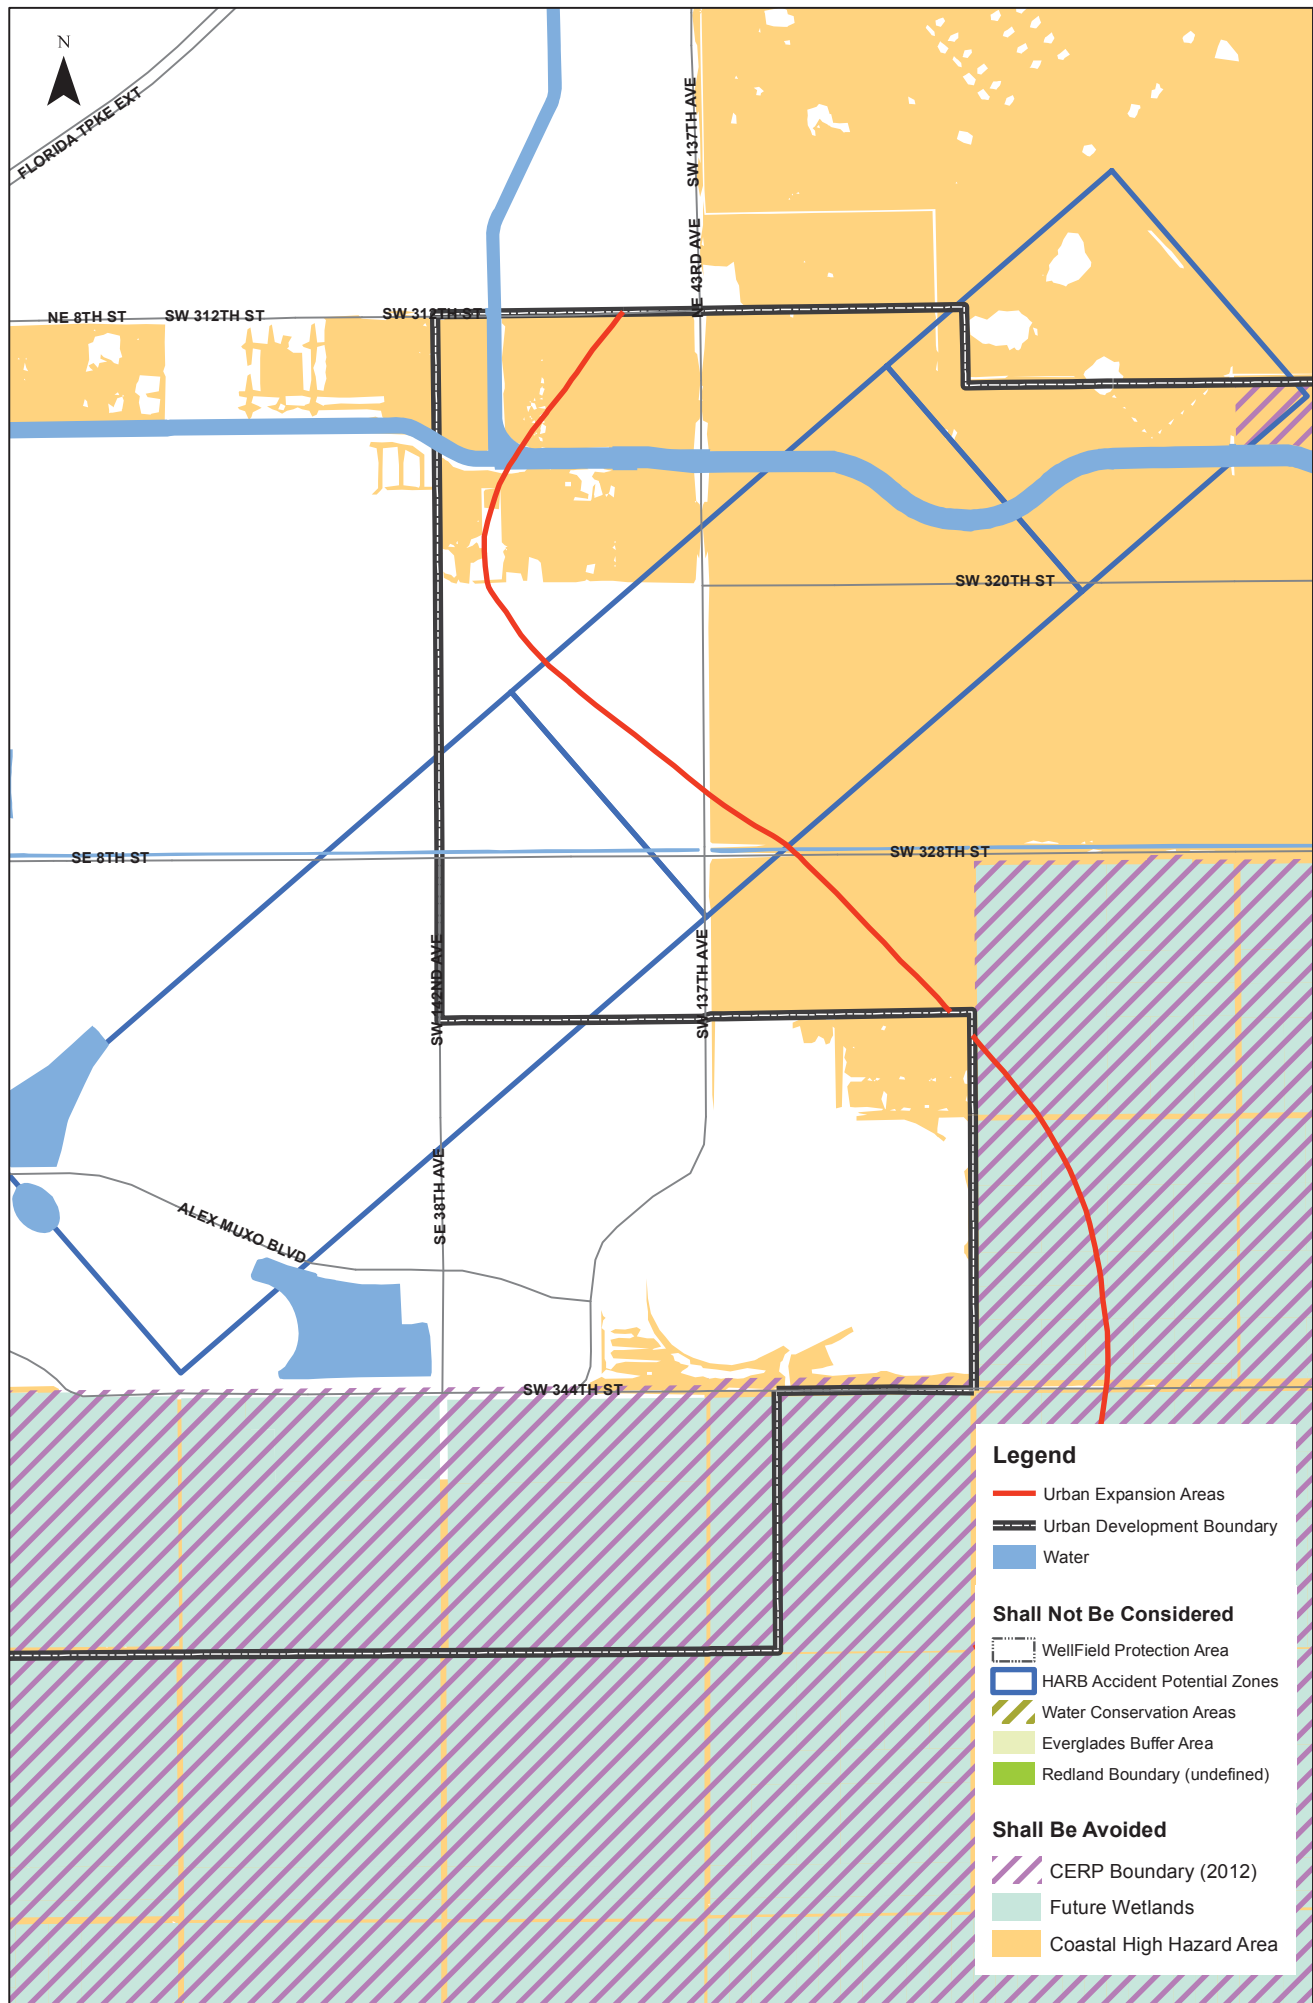 N
FLORIDA TPKE EXT
SW 137TH AVE
NE 43RD AVE
NE 8TH ST
SW 312TH ST
SW 312TH ST
SW 320TH ST
SE 8TH ST
SW 328TH ST
SW 142ND AVE
SW 137TH AVE
SE 38TH AVE
ALEX MUXO BLVD
SW 344TH ST
Legend
Urban Expansion Areas
Urban Development Boundary
Water
Shall Not Be Considered
WellField Protection Area
HARB Accident Potential Zones
Water Conservation Areas
Everglades Buffer Area
Redland Boundary (undefined)
Shall Be Avoided
CERP Boundary (2012)
Future Wetlands
Coastal High Hazard Area